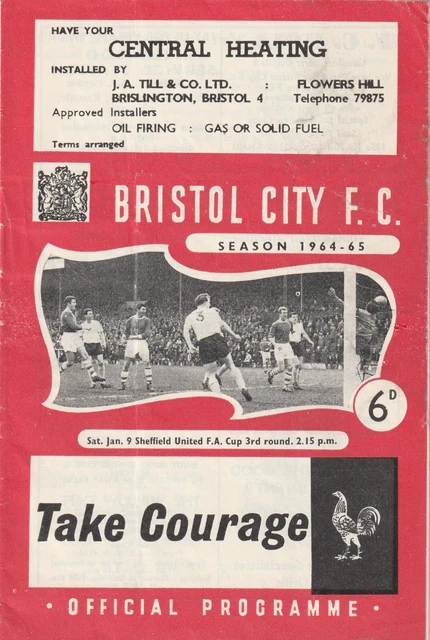 HAVE YOUR
CENTRAL HEATING
INSTALLED BY
J. A. TILL & CO. LTD. : FLOWERS HILL
BRISLINGTON, BRISTOL 4 Telephone 79875
Approved Installers
OIL FIRING : GAS OR SOLID FUEL
Terms arranged
BRISTOL CITY F.C.
SEASON 1964-65
5
6D
Sat. Jan. 9 Sheffield United F.A. Cup 3rd round. 2.15 p.m.
Take Courage
• OFFICIAL PROGRAMME •